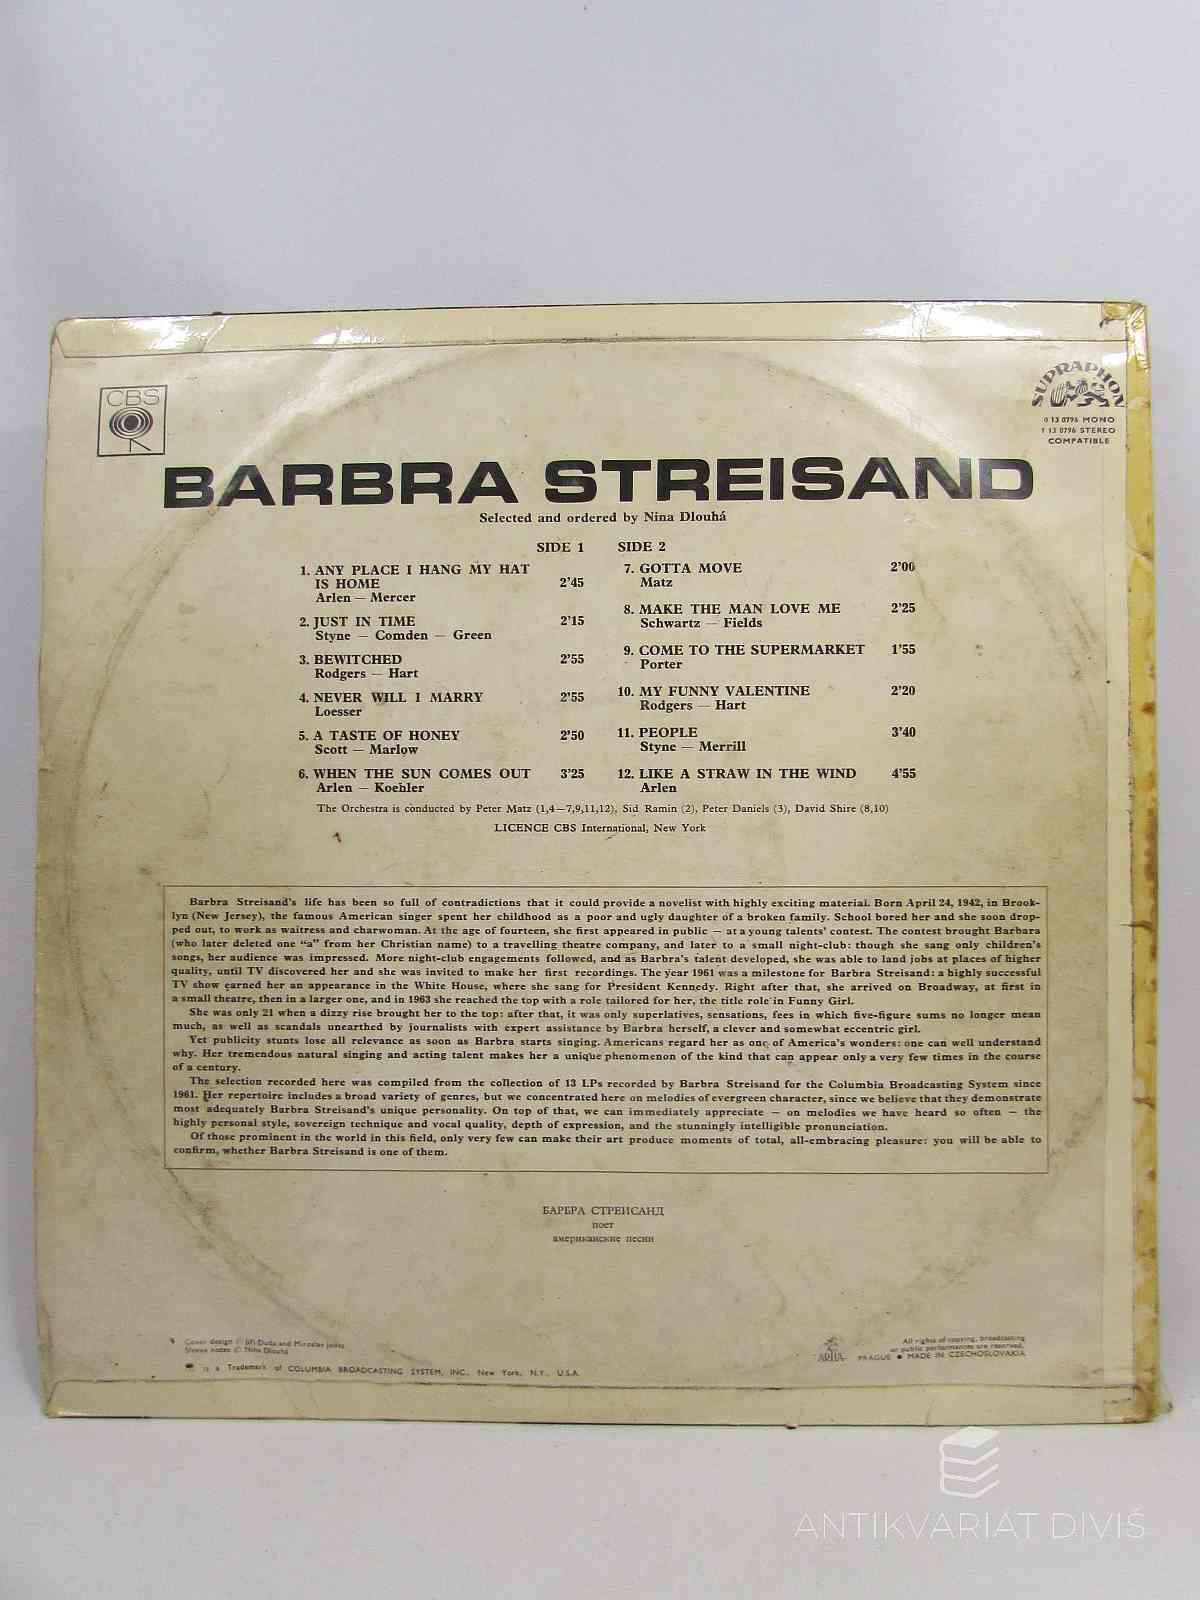 CBS
SUPRAPHON
0 13 0796 MONO
1 13 0796 STEREO
COMPATIBLE
BARBRA STREISAND
Selected and ordered by Nina Dlouhá
SIDE 1
1. ANY PLACE I HANG MY HAT
IS HOME 2'45
Arlen — Mercer
2. JUST IN TIME 2'15
Styne — Comden — Green
3. BEWITCHED 2'55
Rodgers — Hart
4. NEVER WILL I MARRY 2'55
Loesser
5. A TASTE OF HONEY 2'50
Scott — Marlow
6. WHEN THE SUN COMES OUT 3'25
Arlen — Koehler
SIDE 2
7. GOTTA MOVE 2'00
Matz
8. MAKE THE MAN LOVE ME 2'25
Schwartz — Fields
9. COME TO THE SUPERMARKET 1'55
Porter
10. MY FUNNY VALENTINE 2'20
Rodgers — Hart
11. PEOPLE 3'40
Styne — Merrill
12. LIKE A STRAW IN THE WIND 4'55
Arlen
The Orchestra is conducted by Peter Matz (1,4—7,9,11,12), Sid Ramin (2), Peter Daniels (3), David Shire (8,10)
LICENCE CBS International, New York
Barbra Streisand's life has been so full of contradictions that it could provide a novelist with highly exciting material. Born April 24, 1942, in Brook-
lyn (New Jersey), the famous American singer spent her childhood as a poor and ugly daughter of a broken family. School bored her and she soon drop-
ped out, to work as waitress and charwoman. At the age of fourteen, she first appeared in public — at a young talents' contest. The contest brought Barbara
(who later deleted one "a" from her Christian name) to a travelling theatre company, and later to a small night-club: though she sang only children's
songs, her audience was impressed. More night-club engagements followed, and as Barbra's talent developed, she was able to land jobs at places of higher
quality, until TV discovered her and she was invited to make her first recordings. The year 1961 was a milestone for Barbra Streisand: a highly successful
TV show earned her an appearance in the White House, where she sang for President Kennedy. Right after that, she arrived on Broadway, at first in
a small theatre, then in a larger one, and in 1963 she reached the top with a role tailored for her, the title role in Funny Girl.
She was only 21 when a dizzy rise brought her to the top: after that, it was only superlatives, sensations, fees in which five-figure sums no longer mean
much, as well as scandals unearthed by journalists with expert assistance by Barbra herself, a clever and somewhat eccentric girl.
Yet publicity stunts lose all relevance as soon as Barbra starts singing. Americans regard her as one of America's wonders: one can well understand
why. Her tremendous natural singing and acting talent makes her a unique phenomenon of the kind that can appear only a very few times in the course
of a century.
The selection recorded here was compiled from the collection of 13 LPs recorded by Barbra Streisand for the Columbia Broadcasting System since
1961. Her repertoire includes a broad variety of genres, but we concentrated here on melodies of evergreen character, since we believe that they demonstrate
most adequately Barbra Streisand's unique personality. On top of that, we can immediately appreciate — on melodies we have heard so often — the
highly personal style, sovereign technique and vocal quality, depth of expression, and the stunningly intelligible pronunciation.
Of those prominent in the world in this field, only very few can make their art produce moments of total, all-embracing pleasure: you will be able to
confirm, whether Barbra Streisand is one of them.
БАРБРА СТРЕИСАНД
поет
американские песни
Cover design © Jiří Duda and Miroslav
Sleeve notes © Nina Dlouhá
is a Trademark of COLUMBIA BROADCASTING SYSTEM, INC., New York, N.Y., U.S.A.
ARTIA
All rights of copying, broadcasting
or public performances are reserved.
PRAGUE ● MADE IN CZECHOSLOVAKIA
ANTIKVARIÁT DIVIŠ